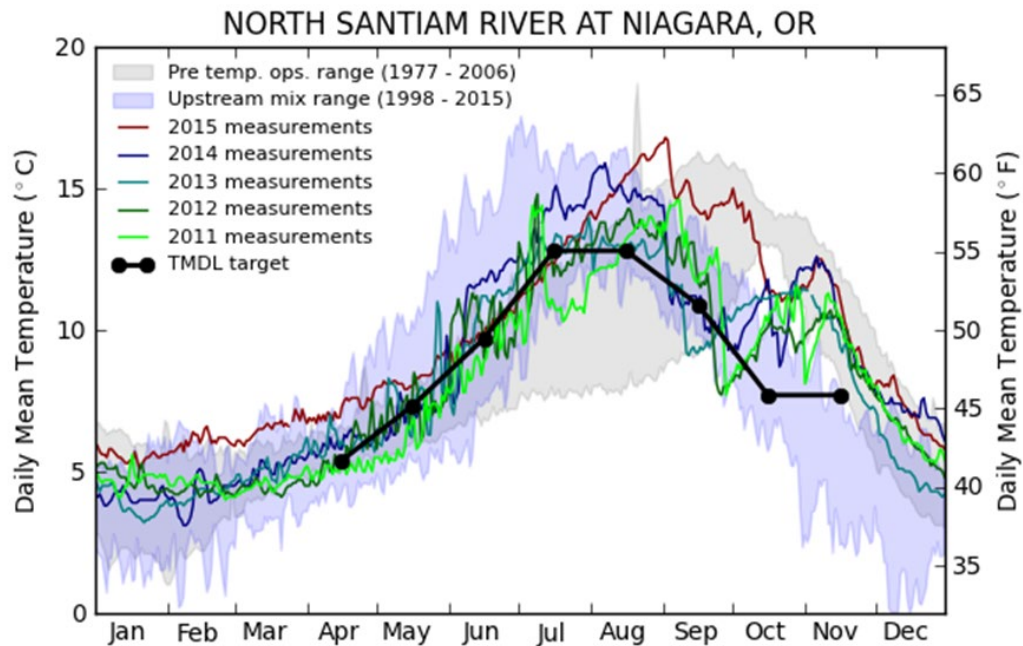 NORTH SANTIAM RIVER AT NIAGARA, OR
Pre temp. ops. range (1977 - 2006)
Upstream mix range (1998 - 2015)
2015 measurements
2014 measurements
2013 measurements
2012 measurements
2011 measurements
TMDL target
Daily Mean Temperature (°C)
20
15
10
5
0
Daily Mean Temperature (°F)
65
60
55
50
45
40
35
Jan Feb Mar Apr May Jun Jul Aug Sep Oct Nov Dec